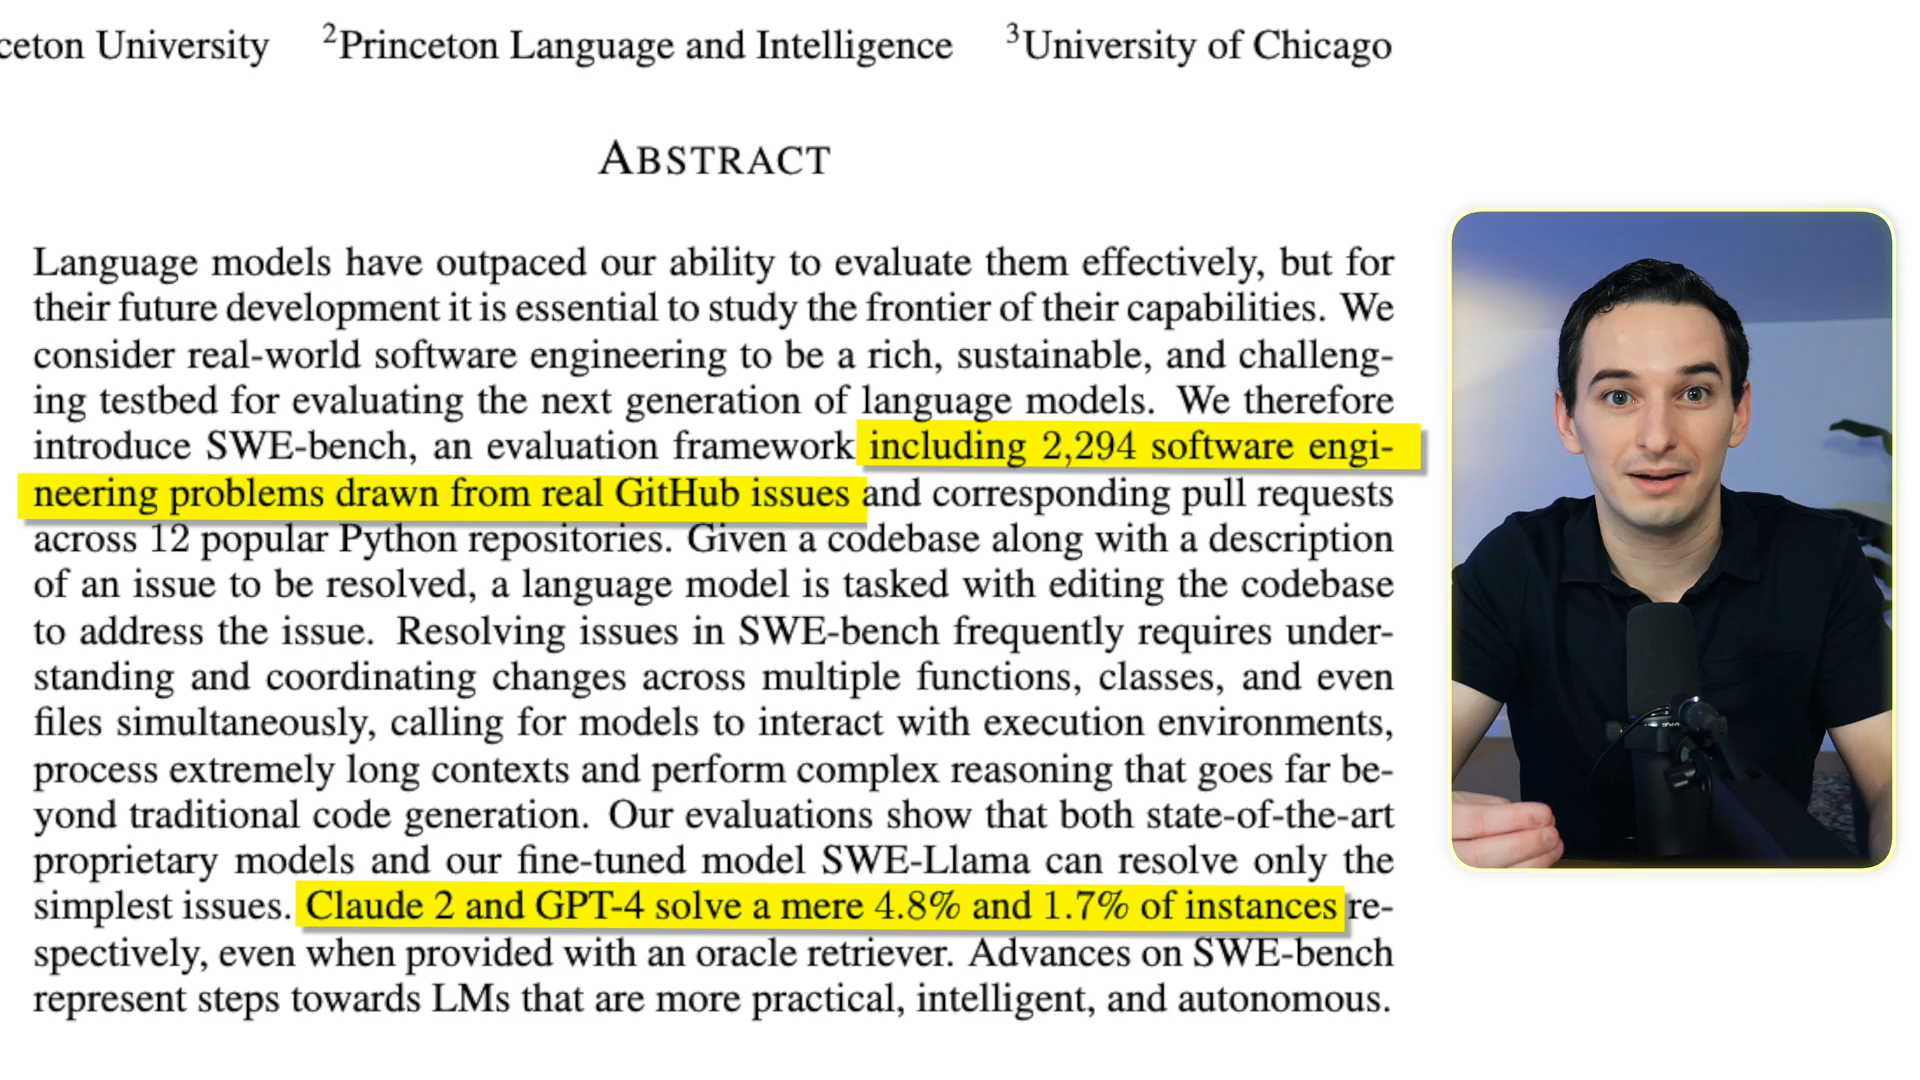 ceton University ²Princeton Language and Intelligence ³University of Chicago
ABSTRACT
Language models have outpaced our ability to evaluate them effectively, but for
their future development it is essential to study the frontier of their capabilities. We
consider real-world software engineering to be a rich, sustainable, and challeng-
ing testbed for evaluating the next generation of language models. We therefore
introduce SWE-bench, an evaluation framework including 2,294 software engi-
neering problems drawn from real GitHub issues and corresponding pull requests
across 12 popular Python repositories. Given a codebase along with a description
of an issue to be resolved, a language model is tasked with editing the codebase
to address the issue. Resolving issues in SWE-bench frequently requires under-
standing and coordinating changes across multiple functions, classes, and even
files simultaneously, calling for models to interact with execution environments,
process extremely long contexts and perform complex reasoning that goes far be-
yond traditional code generation. Our evaluations show that both state-of-the-art
proprietary models and our fine-tuned model SWE-Llama can resolve only the
simplest issues. Claude 2 and GPT-4 solve a mere 4.8% and 1.7% of instances re-
spectively, even when provided with an oracle retriever. Advances on SWE-bench
represent steps towards LMs that are more practical, intelligent, and autonomous.